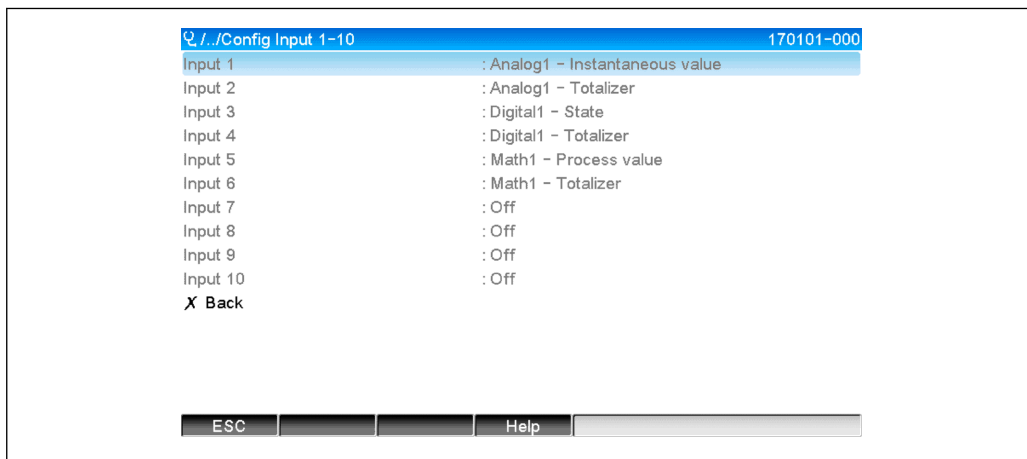 /../Config Input 1-10 170101-000
Input 1 : Analog1 - Instantaneous value
Input 2 : Analog1 - Totalizer
Input 3 : Digital1 - State
Input 4 : Digital1 - Totalizer
Input 5 : Math1 - Process value
Input 6 : Math1 - Totalizer
Input 7 : Off
Input 8 : Off
Input 9 : Off
Input 10 : Off
X Back
ESC Help